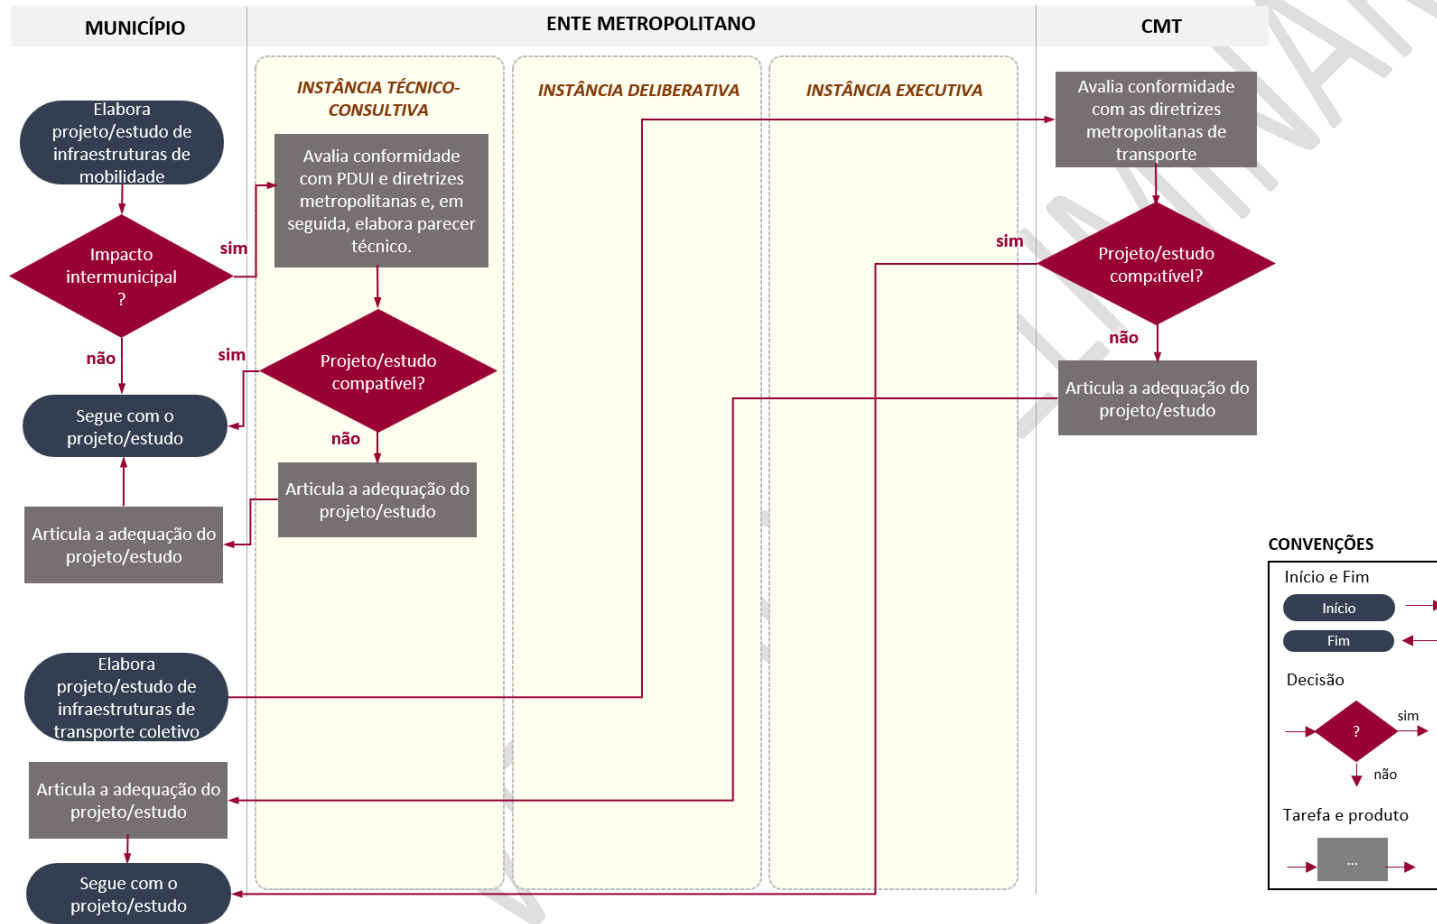 MUNICÍPIO
ENTE METROPOLITANO
CMT
INSTÂNCIA TÉCNICO-
CONSULTIVA
INSTÂNCIA DELIBERATIVA
INSTÂNCIA EXECUTIVA
Elabora
projeto/estudo de
infraestruturas de
mobilidade
Impacto
intermunicipal
?
sim
não
Segue com o
projeto/estudo
Articula a adequação do
projeto/estudo
Avalia conformidade
com PDUI e diretrizes
metropolitanas e, em
seguida, elabora parecer
técnico.
Projeto/estudo
compatível?
sim
não
Articula a adequação do
projeto/estudo
Avalia conformidade
com as diretrizes
metropolitanas de
transporte
Projeto/estudo
compatível?
sim
não
Articula a adequação do
projeto/estudo
Elabora
projeto/estudo de
infraestruturas de
transporte coletivo
Articula a adequação do
projeto/estudo
Segue com o
projeto/estudo
CONVENÇÕES
Início e Fim
Início
Fim
Decisão
?
sim
não
Tarefa e produto
...